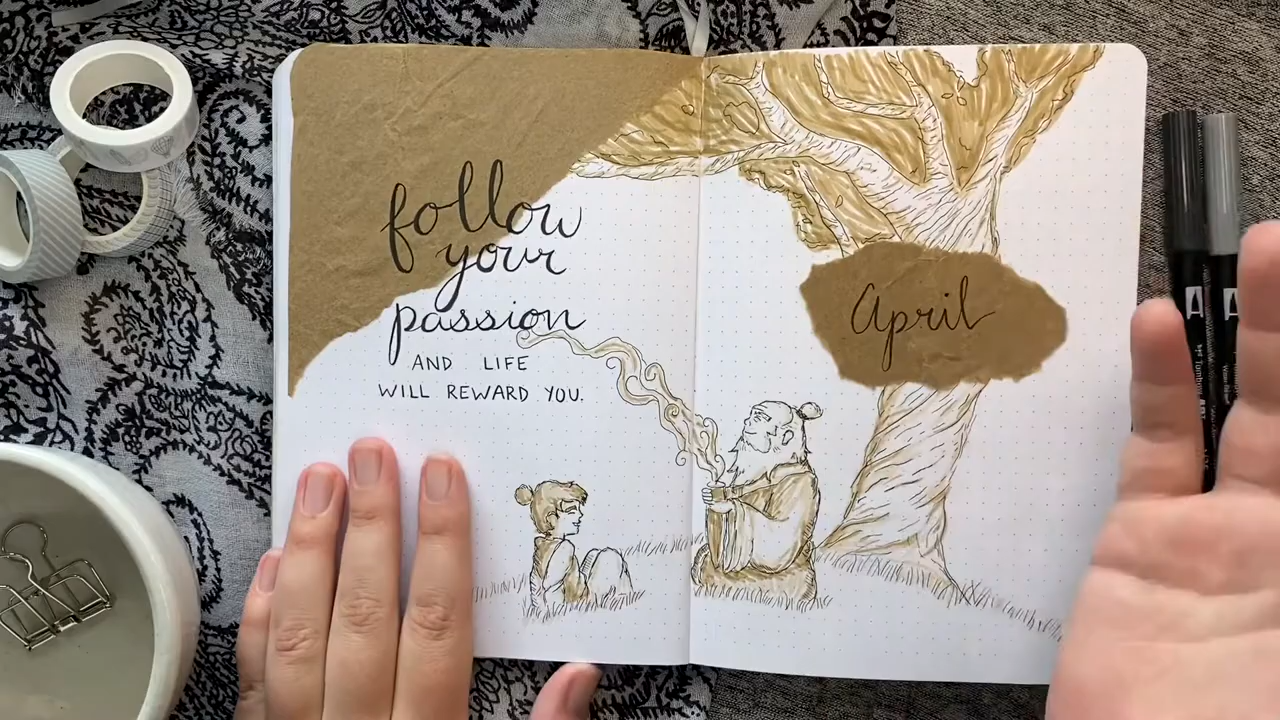 follow
your
passion
AND LIFE
WILL REWARD YOU.
April